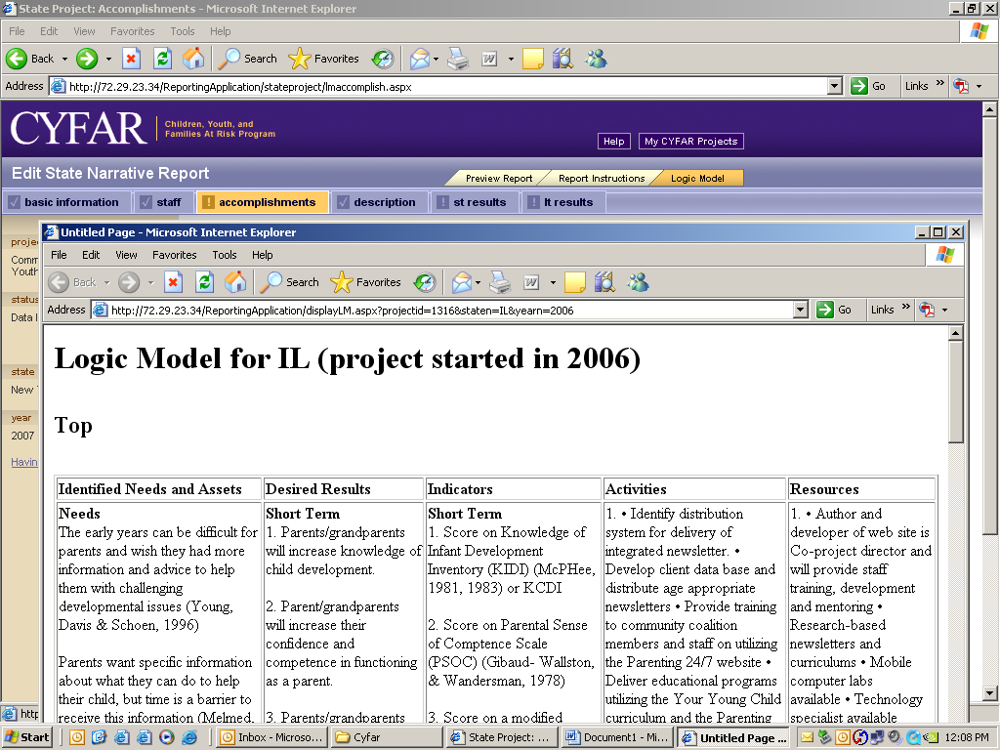 State Project: Accomplishments - Microsoft Internet Explorer
File Edit View Favorites Tools Help
Back Search Favorites
Address http://72.29.23.34/ReportingApplication/stateproject/lmaccomplish.aspx Go Links »
CYFAR Children, Youth, and
Families At Risk Program
Help My CYFAR Projects
Edit State Narrative Report
Preview Report Report Instructions Logic Model
basic information staff accomplishments description st results lt results
Untitled Page - Microsoft Internet Explorer
File Edit View Favorites Tools Help
Back Search Favorites
Address http://72.29.23.34/ReportingApplication/displayLM.aspx?projectid=1316&staten=IL&yearn=2006 Go Links »
proje
Comm
Youth
status
Data I
state
New
year
2007
Havin
Logic Model for IL (project started in 2006)
Top
Identified Needs and Assets
Needs
The early years can be difficult for
parents and wish they had more
information and advice to help
them with challenging
developmental issues (Young,
Davis & Schoen, 1996)
Parents want specific information
about what they can do to help
their child, but time is a barrier to
receive this information (Melmed,
Desired Results
Short Term
1. Parents/grandparents
will increase knowledge of
child development.
2. Parent/grandparents
will increase their
confidence and
competence in functioning
as a parent.
3. Parents/grandparents
Indicators
Short Term
1. Score on Knowledge of
Infant Development
Inventory (KIDI) (McPHee,
1981, 1983) or KCDI
2. Score on Parental Sense
of Comptence Scale
(PSOC) (Gibaud- Wallston,
& Wandersman, 1978)
3. Score on a modified
Activities
1. • Identify distribution
system for delivery of
integrated newsletter. •
Develop client data base and
distribute age appropriate
newsletters • Provide training
to community coalition
members and staff on utilizing
the Parenting 24/7 website •
Deliver educational programs
utilizing the Your Young Child
curriculum and the Parenting
Resources
1. • Author and
developer of web site is
Co-project director and
will provide staff
training, development
and mentoring •
Research-based
newsletters and
curriculums • Mobile
computer labs
available • Technology
specialist available
http
Start Inbox - Microso... Cyfar State Project: ... Document1 - Mi... Untitled Page ... 12:08 PM